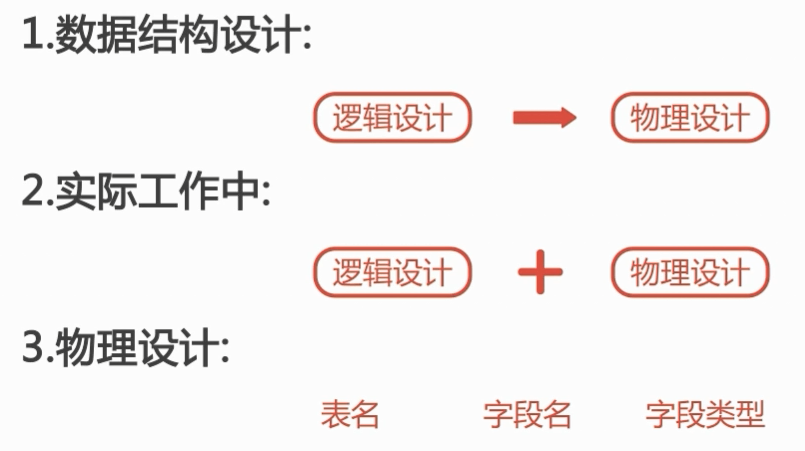 1.数据结构设计:
逻辑设计 物理设计
2.实际工作中:
逻辑设计 物理设计
3.物理设计:
表名 字段名 字段类型